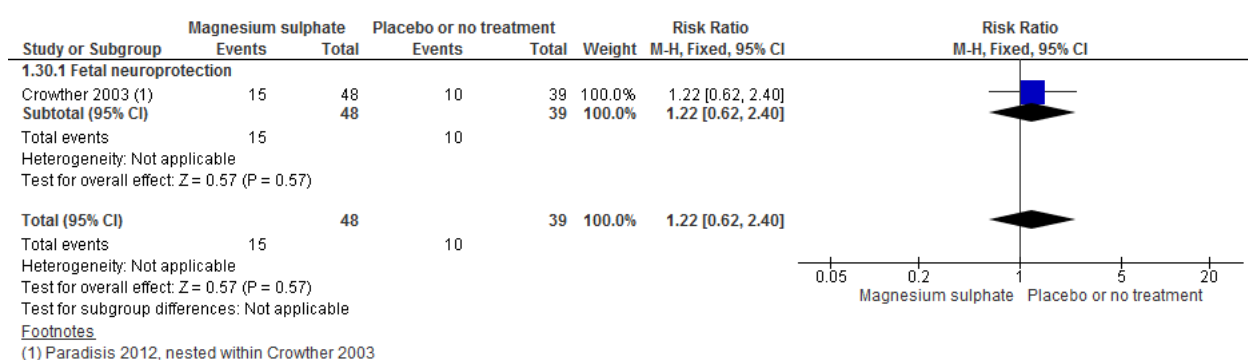 Magnesium sulphate Placebo or no treatment Risk Ratio Risk Ratio
Study or Subgroup Events Total Events Total Weight M-H, Fixed, 95% CI M-H, Fixed, 95% CI
1.30.1 Fetal neuroprotection
Crowther 2003 (1) 15 48 10 39 100.0% 1.22 [0.62, 2.40]
Subtotal (95% CI) 48 39 100.0% 1.22 [0.62, 2.40]
Total events 15 10
Heterogeneity: Not applicable
Test for overall effect: Z = 0.57 (P = 0.57)
Total (95% CI) 48 39 100.0% 1.22 [0.62, 2.40]
Total events 15 10
Heterogeneity: Not applicable
Test for overall effect: Z = 0.57 (P = 0.57)
Test for subgroup differences: Not applicable
0.05 0.2 1 5 20
Magnesium sulphate Placebo or no treatment
Footnotes
(1) Paradisis 2012, nested within Crowther 2003